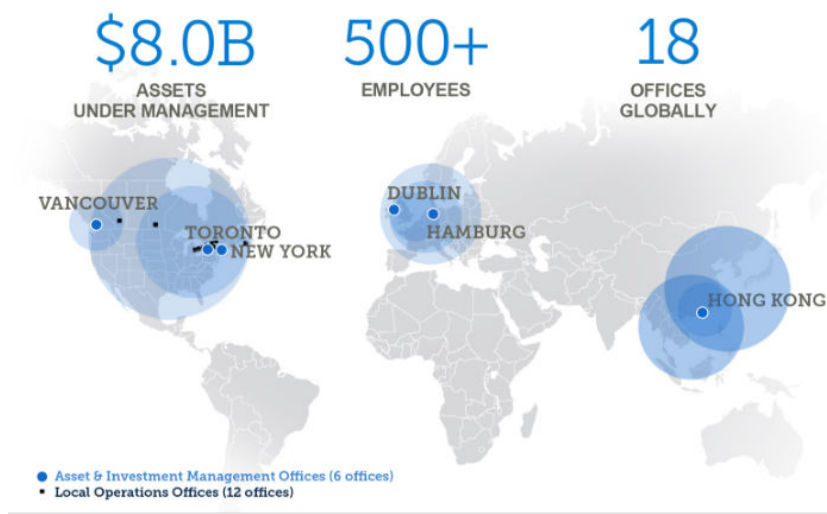 $8.0B
ASSETS
UNDER MANAGEMENT
500+
EMPLOYEES
18
OFFICES
GLOBALLY
VANCOUVER
TORONTO
NEW YORK
DUBLIN
HAMBURG
HONG KONG
Asset & Investment Management Offices (6 offices)
Local Operations Offices (12 offices)